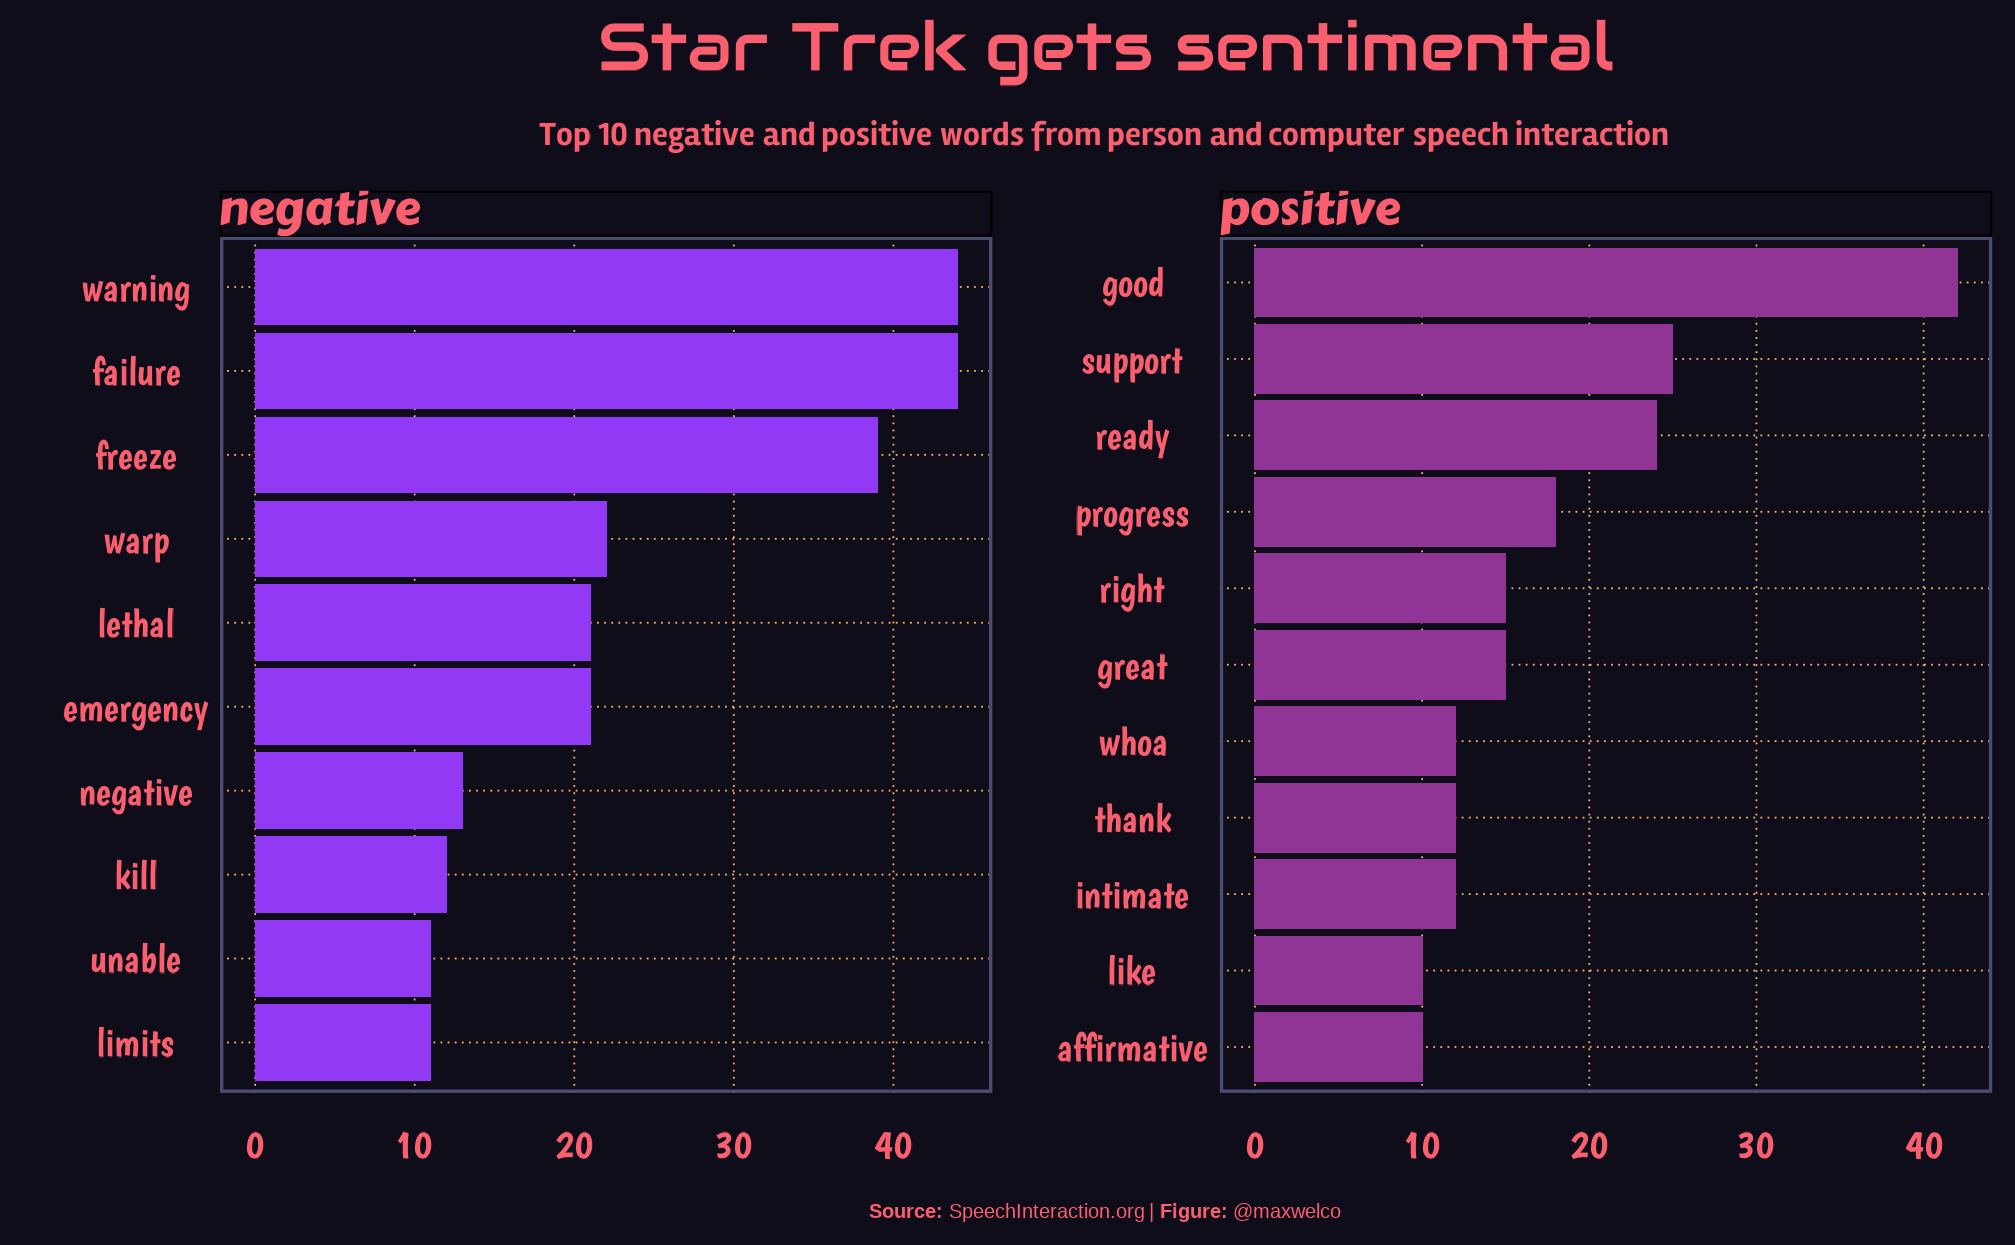 Star Trek gets sentimental
Top 10 negative and positive words from person and computer speech interaction
negative
warning
failure
freeze
warp
lethal
emergency
negative
kill
unable
limits
0 10 20 30 40
positive
good
support
ready
progress
right
great
whoa
thank
intimate
like
affirmative
0 10 20 30 40
Source: SpeechInteraction.org | Figure: @maxwelco